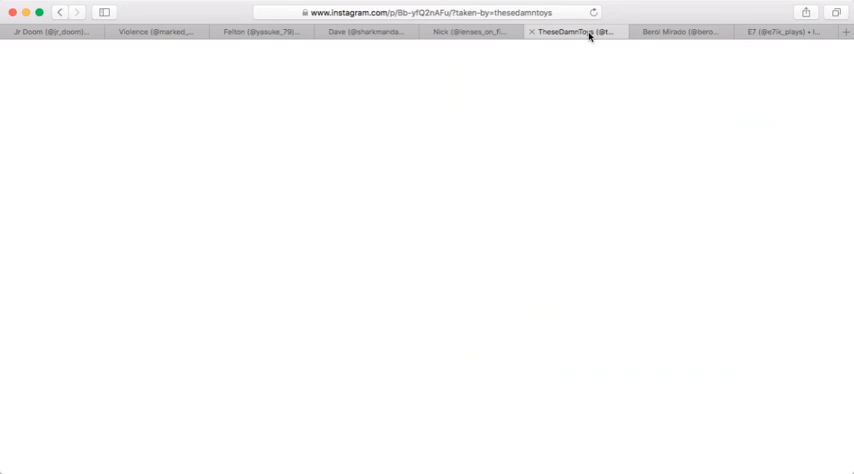 www.instagram.com/p/Bb-yfQ2nAFu/?taken-by=thesedamntoys
Jr Doom (@jr_doom)...
Violence (@marked_...
Felton (@yasuke_79)...
Dave (@sharkmanda...
Nick (@lenses_on_fi...
TheseDamnToys (@t...
Berol Mirado (@bero...
E7 (@e7ik_plays) • I...